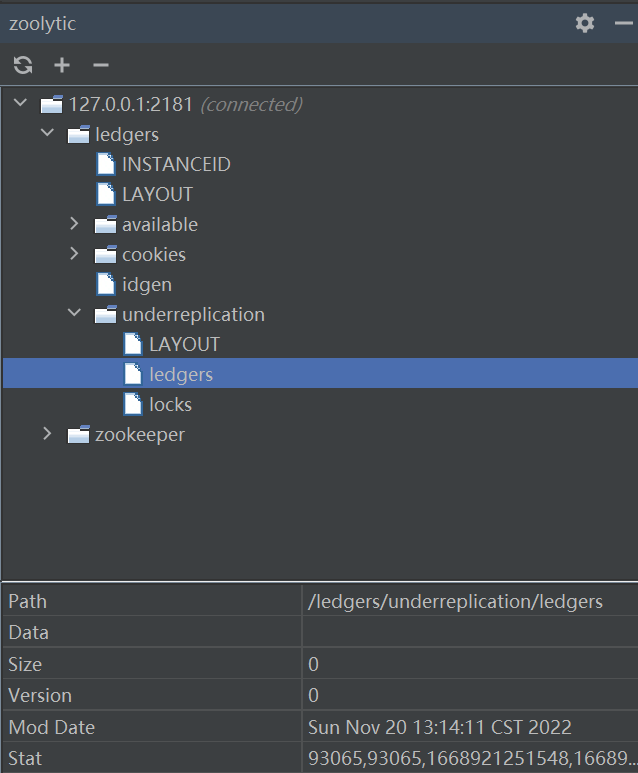 zoolytic
127.0.0.1:2181 (connected)
ledgers
INSTANCEID
LAYOUT
available
cookies
idgen
underreplication
LAYOUT
ledgers
locks
zookeeper
Path /ledgers/underreplication/ledgers
Data
Size 0
Version 0
Mod Date Sun Nov 20 13:14:11 CST 2022
Stat 93065,93065,1668921251548,16689...